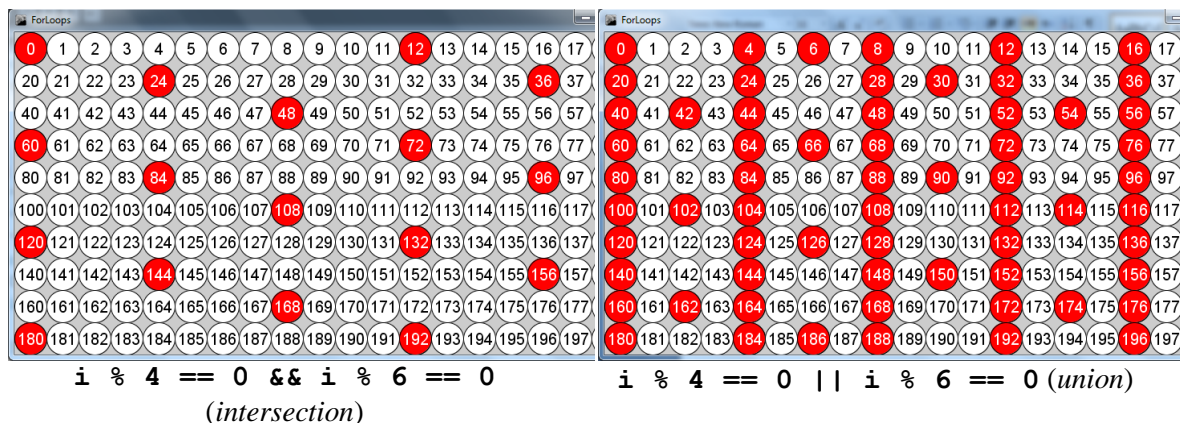 ForLoops
0 1 2 3 4 5 6 7 8 9 10 11 12 13 14 15 16 17
20 21 22 23 24 25 26 27 28 29 30 31 32 33 34 35 36 37
40 41 42 43 44 45 46 47 48 49 50 51 52 53 54 55 56 57
60 61 62 63 64 65 66 67 68 69 70 71 72 73 74 75 76 77
80 81 82 83 84 85 86 87 88 89 90 91 92 93 94 95 96 97
100 101 102 103 104 105 106 107 108 109 110 111 112 113 114 115 116 117
120 121 122 123 124 125 126 127 128 129 130 131 132 133 134 135 136 137
140 141 142 143 144 145 146 147 148 149 150 151 152 153 154 155 156 157
160 161 162 163 164 165 166 167 168 169 170 171 172 173 174 175 176 177
180 181 182 183 184 185 186 187 188 189 190 191 192 193 194 195 196 197
i % 4 == 0 && i % 6 == 0
(intersection)
ForLoops
0 1 2 3 4 5 6 7 8 9 10 11 12 13 14 15 16 17
20 21 22 23 24 25 26 27 28 29 30 31 32 33 34 35 36 37
40 41 42 43 44 45 46 47 48 49 50 51 52 53 54 55 56 57
60 61 62 63 64 65 66 67 68 69 70 71 72 73 74 75 76 77
80 81 82 83 84 85 86 87 88 89 90 91 92 93 94 95 96 97
100 101 102 103 104 105 106 107 108 109 110 111 112 113 114 115 116 117
120 121 122 123 124 125 126 127 128 129 130 131 132 133 134 135 136 137
140 141 142 143 144 145 146 147 148 149 150 151 152 153 154 155 156 157
160 161 162 163 164 165 166 167 168 169 170 171 172 173 174 175 176 177
180 181 182 183 184 185 186 187 188 189 190 191 192 193 194 195 196 197
i % 4 == 0 || i % 6 == 0 (union)